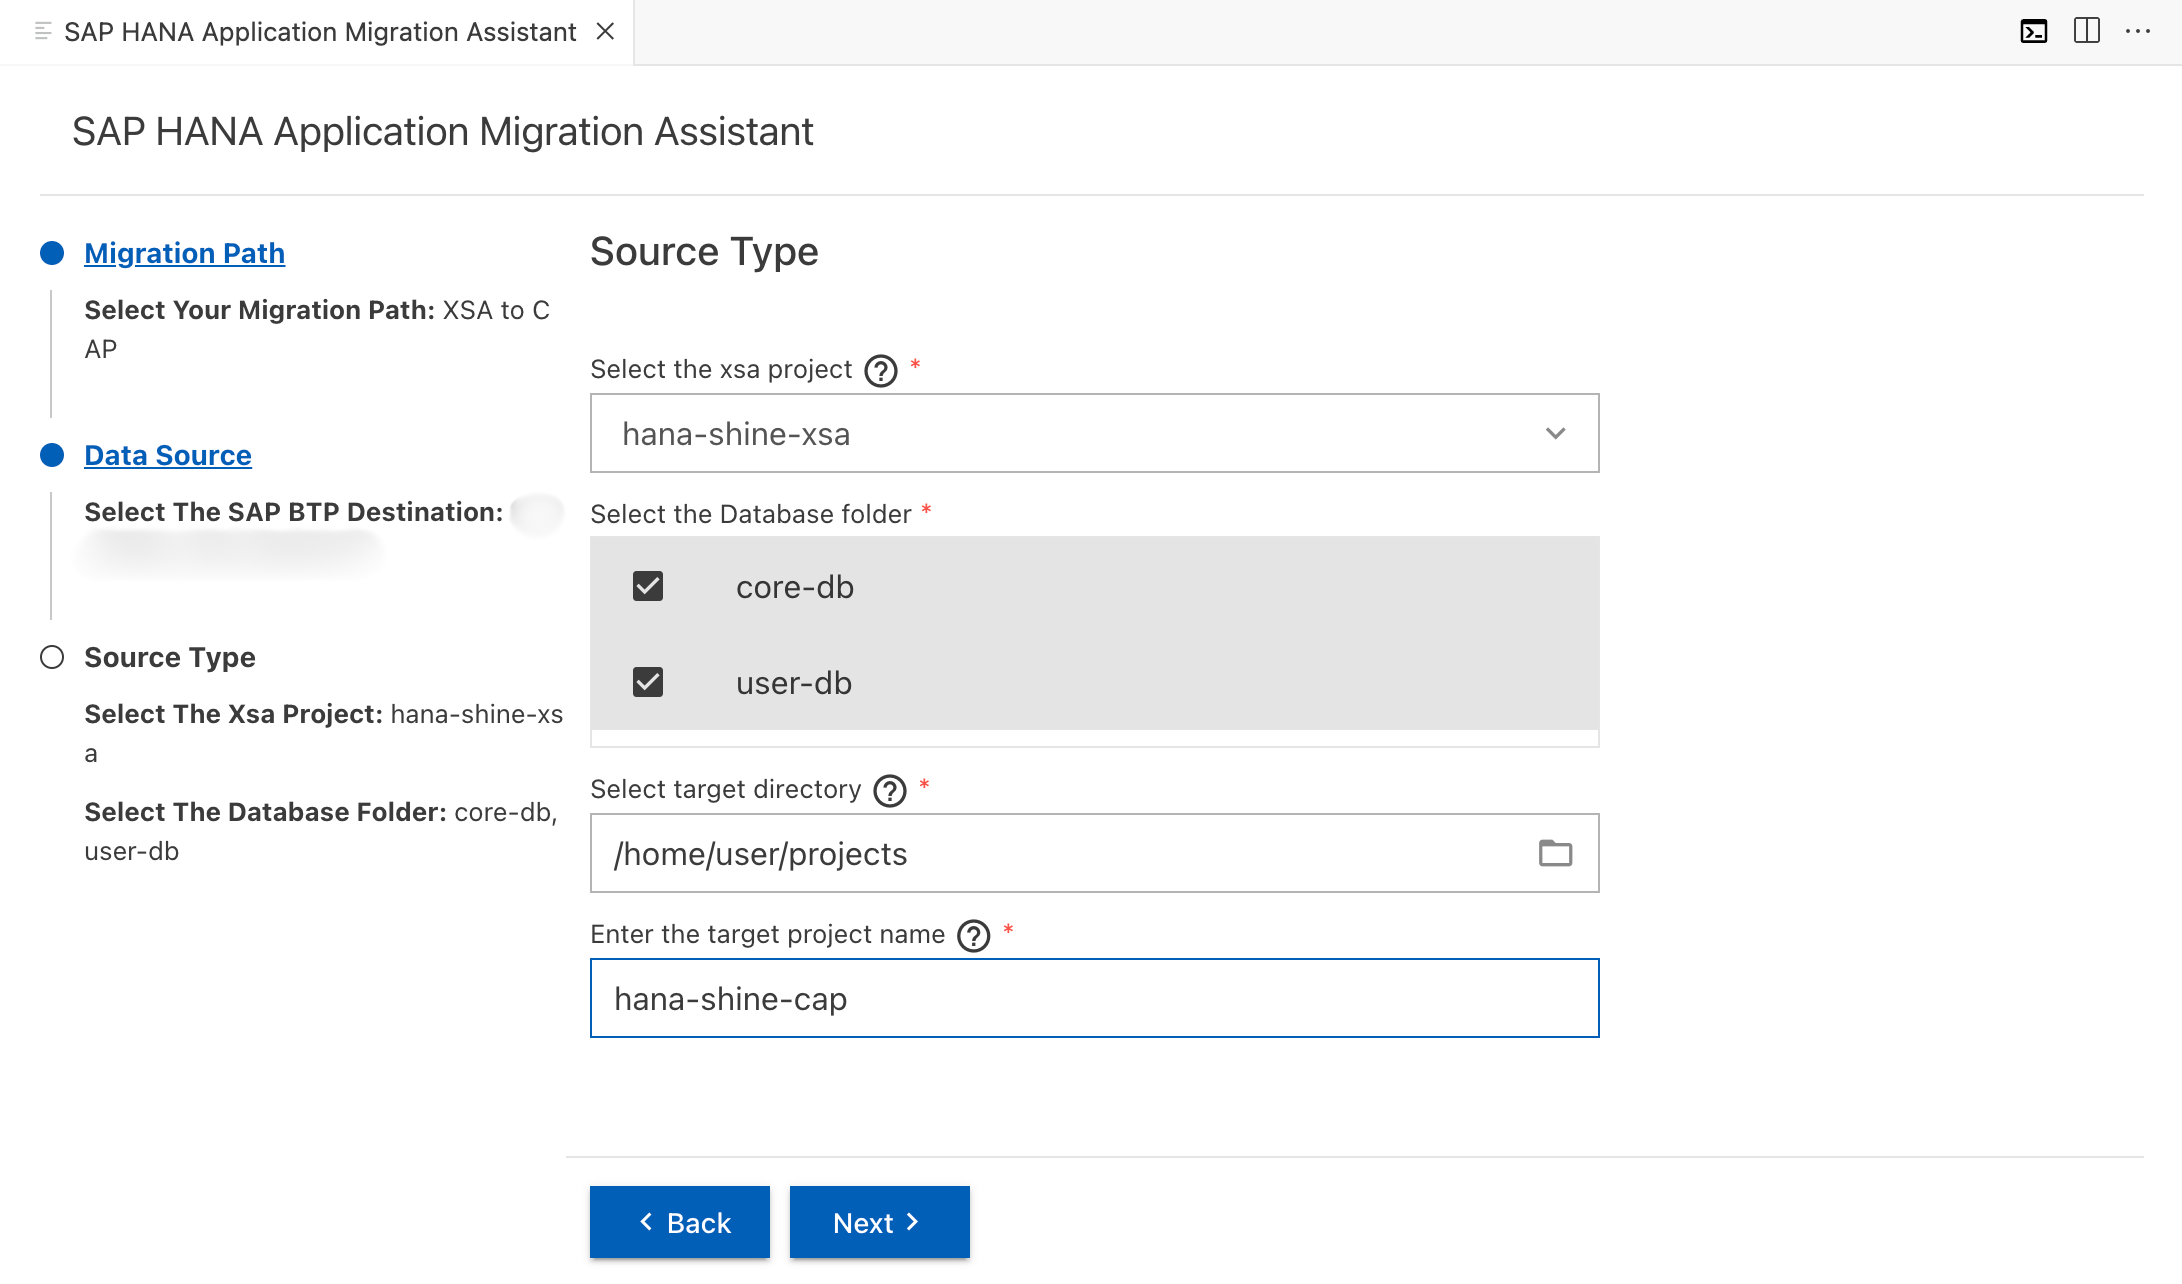 SAP HANA Application Migration Assistant
SAP HANA Application Migration Assistant
Migration Path
Select Your Migration Path: XSA to C
AP
Data Source
Select The SAP BTP Destination:
Source Type
Select The Xsa Project: hana-shine-xs
a
Select The Database Folder: core-db,
user-db
Source Type
Select the xsa project *
hana-shine-xsa
Select the Database folder *
core-db
user-db
Select target directory *
/home/user/projects
Enter the target project name *
hana-shine-cap
Back
Next